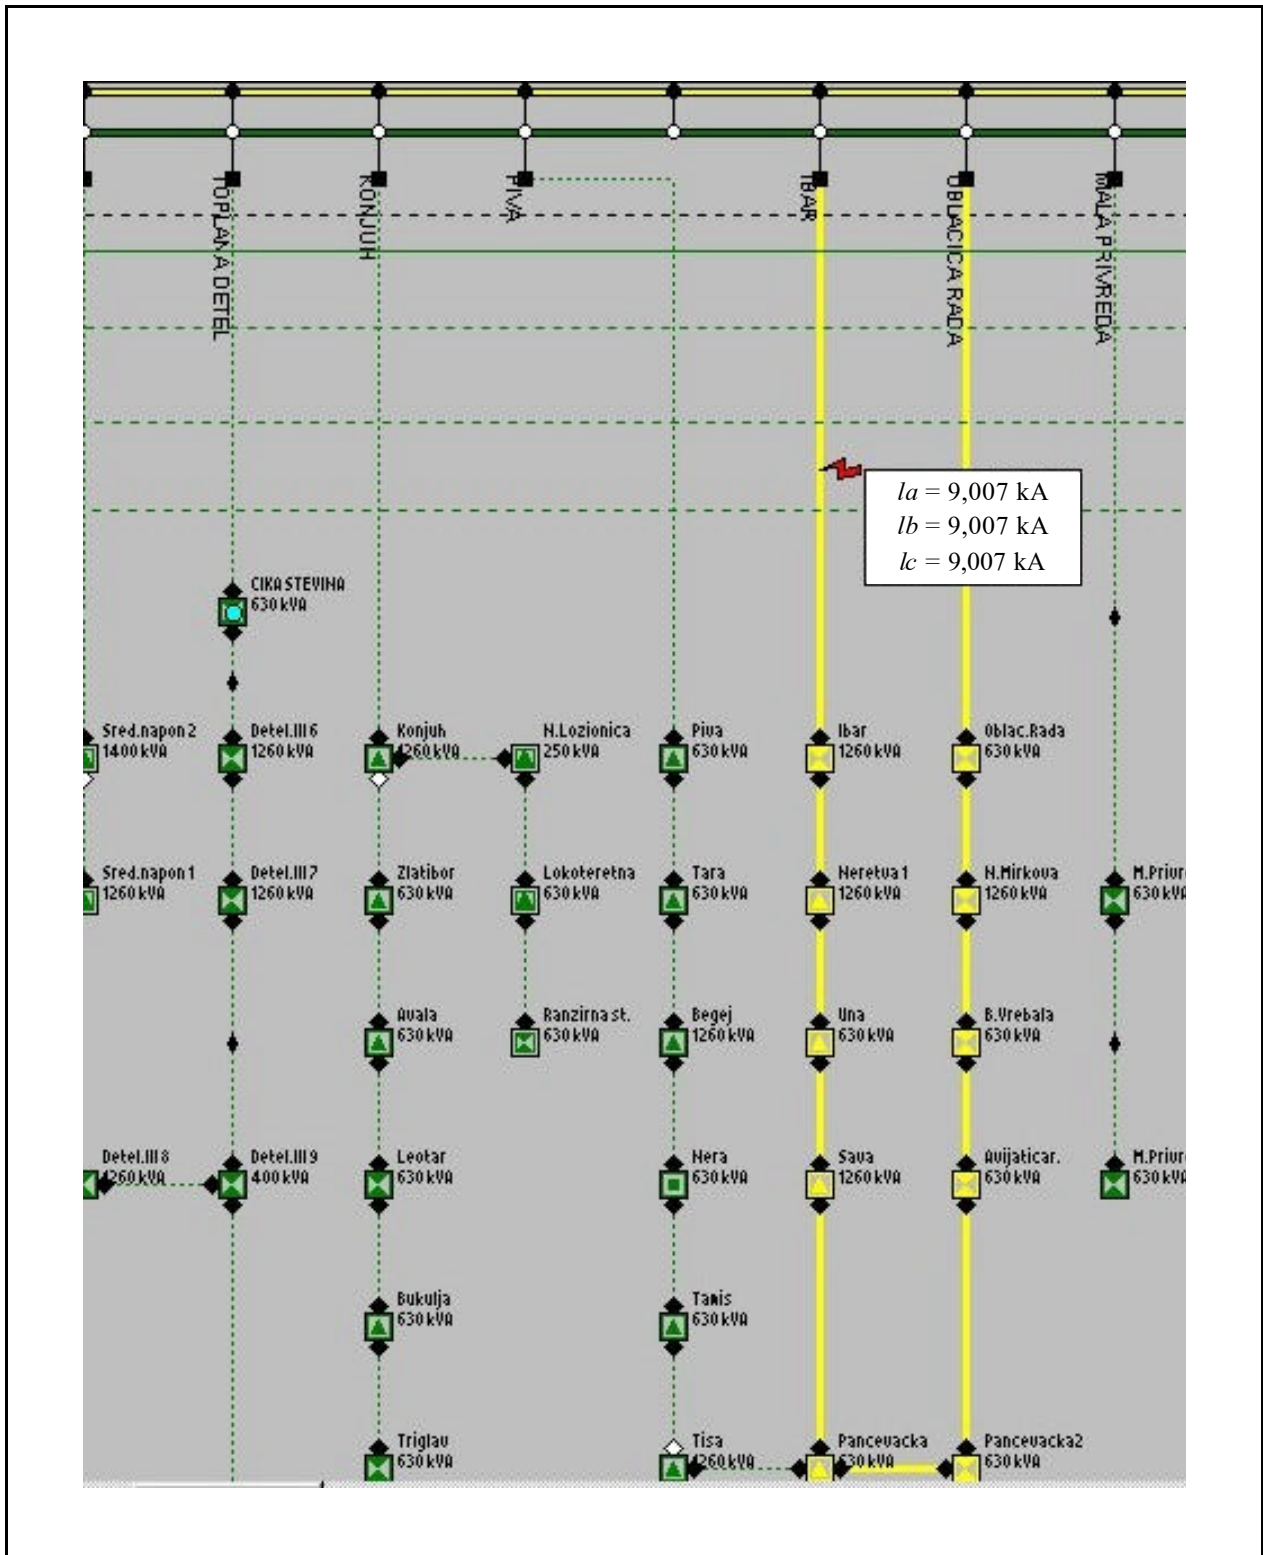 TOPLANA DETEL
KONJUH
PIVA
IBAR
OBLACICA RADA
MALA PRIVREDA
Ia = 9,007 kA
Ib = 9,007 kA
Ic = 9,007 kA
CIKA STEVINA
630 kVA
Sred.napon 2
1400 kVA
Detel.III 6
1260 kVA
Konjuh
1260 kVA
N.Lozionica
250 kVA
Piva
630 kVA
Ibar
1260 kVA
Oblac.Rada
630 kVA
Sred.napon 1
1260 kVA
Detel.III 7
1260 kVA
Zlatibor
630 kVA
Lokoteretna
630 kVA
Tara
630 kVA
Neretva 1
1260 kVA
N.Mirkova
1260 kVA
M.Privr
630 kVA
Avala
630 kVA
Ranzirna st.
630 kVA
Begej
1260 kVA
Una
630 kVA
B.Vrebala
630 kVA
Detel.III 8
1260 kVA
Detel.III 9
400 kVA
Leotar
630 kVA
Nera
630 kVA
Sava
1260 kVA
Avijaticar.
630 kVA
M.Privr
630 kVA
Bukulja
630 kVA
Tamis
630 kVA
Triglav
630 kVA
Tisa
1260 kVA
Pancevacka
630 kVA
Pancevacka2
630 kVA